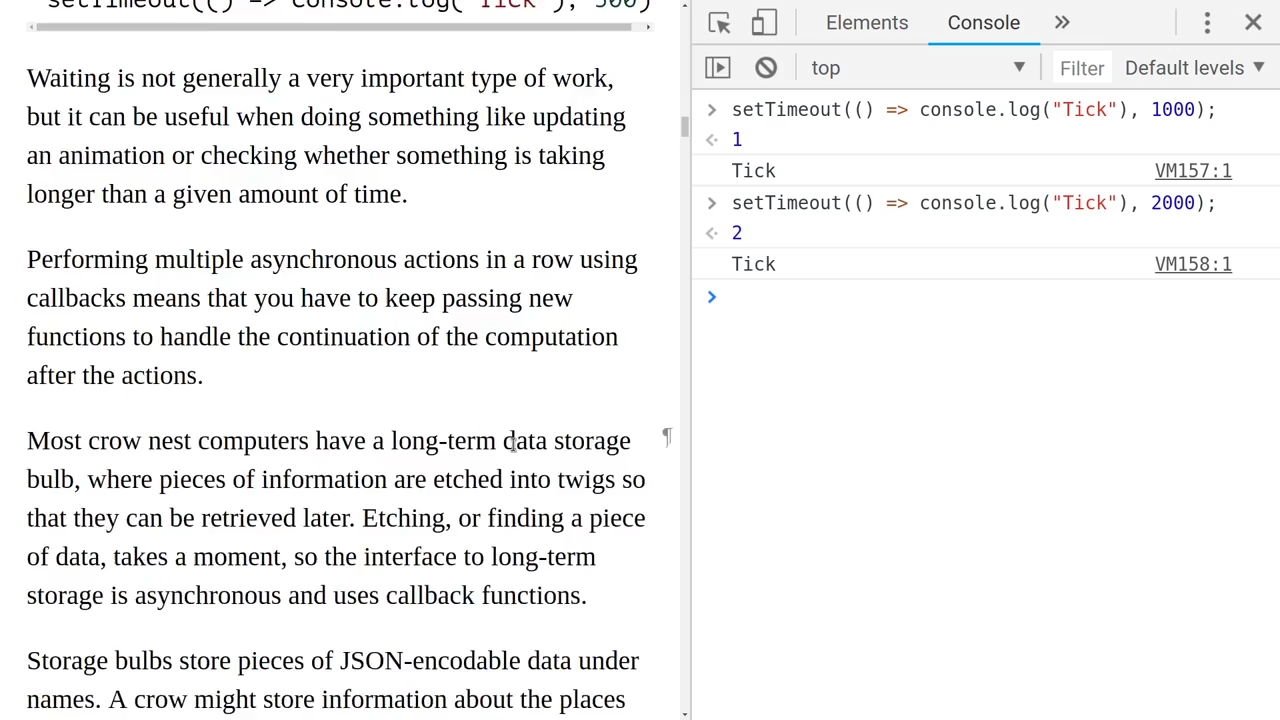 setTimeout(() => console.log("Tick"), 500)
Waiting is not generally a very important type of work,
but it can be useful when doing something like updating
an animation or checking whether something is taking
longer than a given amount of time.
Performing multiple asynchronous actions in a row using
callbacks means that you have to keep passing new
functions to handle the continuation of the computation
after the actions.
Most crow nest computers have a long-term data storage ¶
bulb, where pieces of information are etched into twigs so
that they can be retrieved later. Etching, or finding a piece
of data, takes a moment, so the interface to long-term
storage is asynchronous and uses callback functions.
Storage bulbs store pieces of JSON-encodable data under
names. A crow might store information about the places
Elements Console
top Filter Default levels
setTimeout(() => console.log("Tick"), 1000);
1
Tick VM157:1
setTimeout(() => console.log("Tick"), 2000);
2
Tick VM158:1